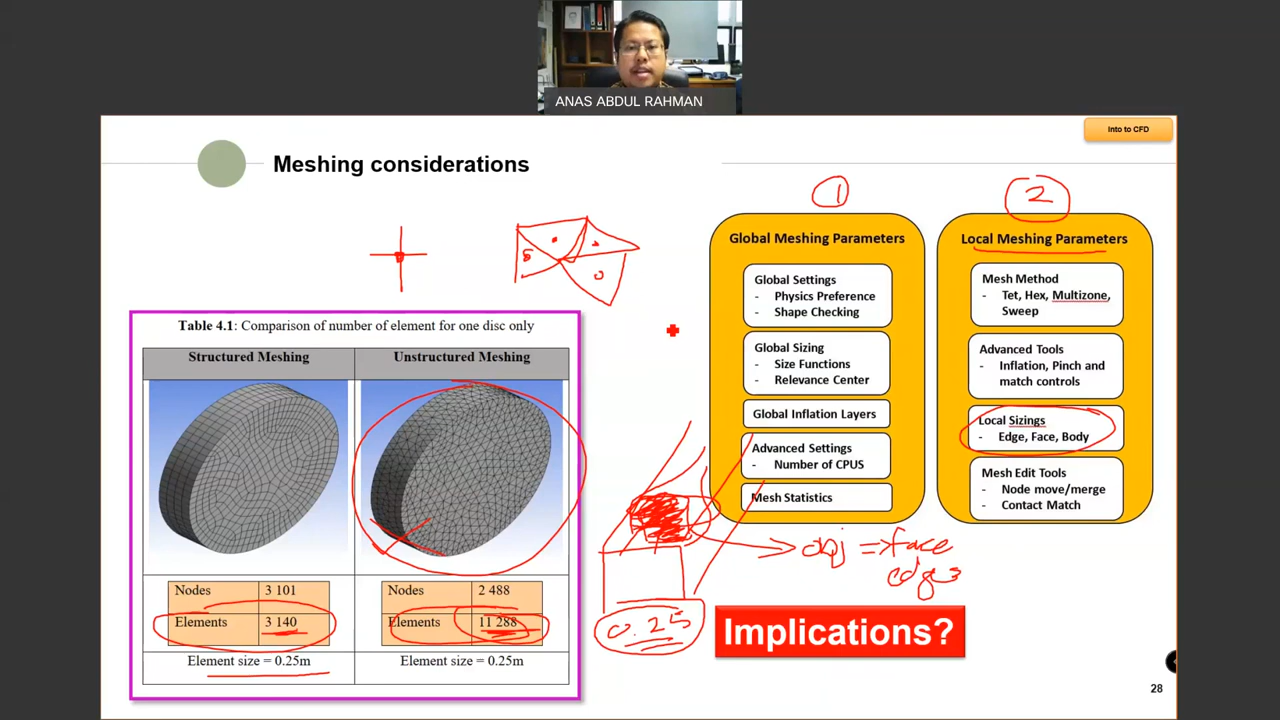 ANAS ABDUL RAHMAN
Into to CFD
Meshing considerations
1
2
Table 4.1: Comparison of number of element for one disc only
Structured Meshing
Unstructured Meshing
Nodes 3 101
Elements 3 140
Element size = 0.25m
Nodes 2 488
Elements 11 288
Element size = 0.25m
Global Meshing Parameters
Global Settings
- Physics Preference
- Shape Checking
Global Sizing
- Size Functions
- Relevance Center
Global Inflation Layers
Advanced Settings
- Number of CPUS
Mesh Statistics
Local Meshing Parameters
Mesh Method
- Tet, Hex, Multizone,
Sweep
Advanced Tools
- Inflation, Pinch and
match controls
Local Sizings
- Edge, Face, Body
Mesh Edit Tools
- Node move/merge
- Contact Match
obj => face
0.25
Implications?
28